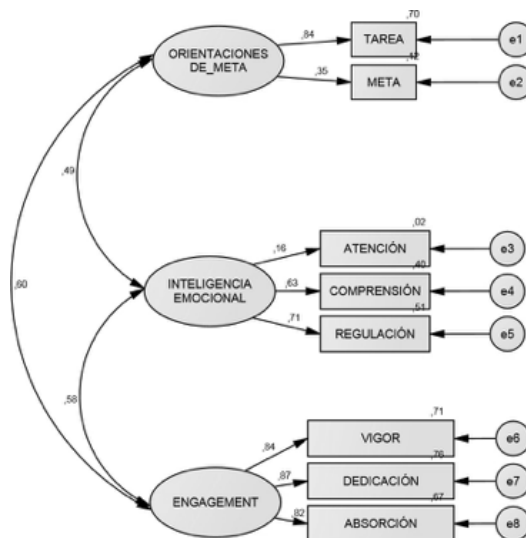 ,70
,84
TAREA
e1
ORIENTACIONES
DE_META
,12
,35
META
e2
,49
,02
,16
ATENCIÓN
e3
,40
INTELIGENCIA
EMOCIONAL
,63
COMPRENSIÓN
e4
,60
,51
,71
REGULACIÓN
e5
,58
,71
,84
VIGOR
e6
,76
,87
DEDICACIÓN
e7
ENGAGEMENT
,67
,82
ABSORCIÓN
e8